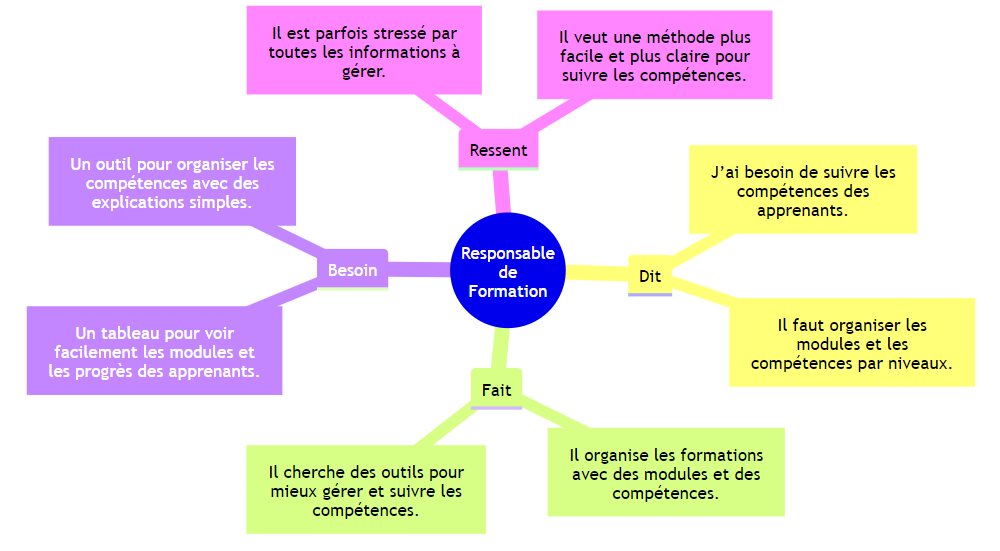 Il est parfois stressé par
toutes les informations à
gérer.
Il veut une méthode plus
facile et plus claire pour
suivre les compétences.
Ressent
Un outil pour organiser les
compétences avec des
explications simples.
J’ai besoin de suivre les
compétences des
apprenants.
Besoin
Responsable
de
Formation
Dit
Un tableau pour voir
facilement les modules et
les progrès des apprenants.
Il faut organiser les
modules et les
compétences par niveaux.
Fait
Il cherche des outils pour
mieux gérer et suivre les
compétences.
Il organise les formations
avec des modules et des
compétences.